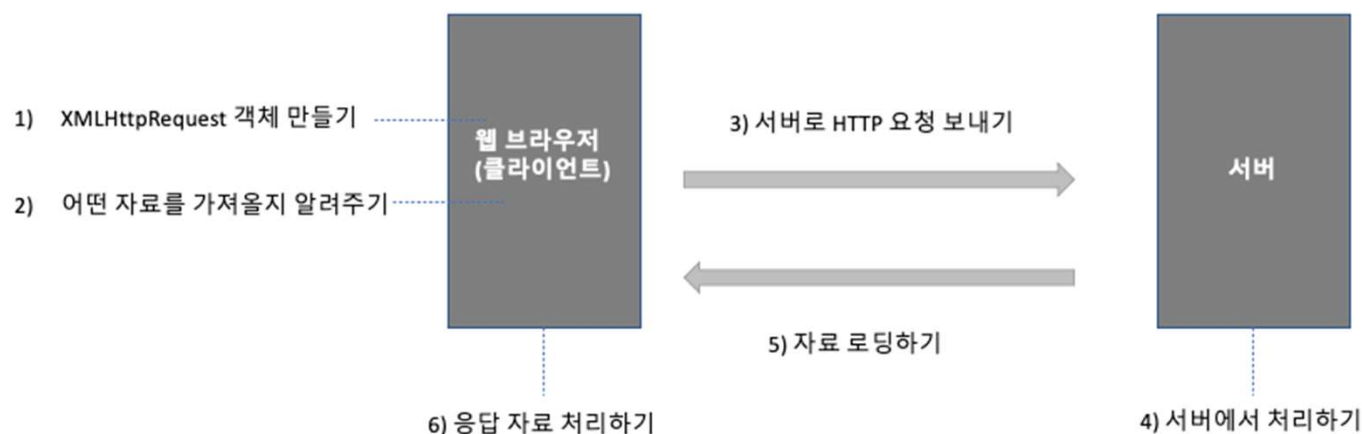 1) XMLHttpRequest 객체 만들기
2) 어떤 자료를 가져올지 알려주기
웹 브라우저
(클라이언트)
3) 서버로 HTTP 요청 보내기
서버
5) 자료 로딩하기
6) 응답 자료 처리하기
4) 서버에서 처리하기